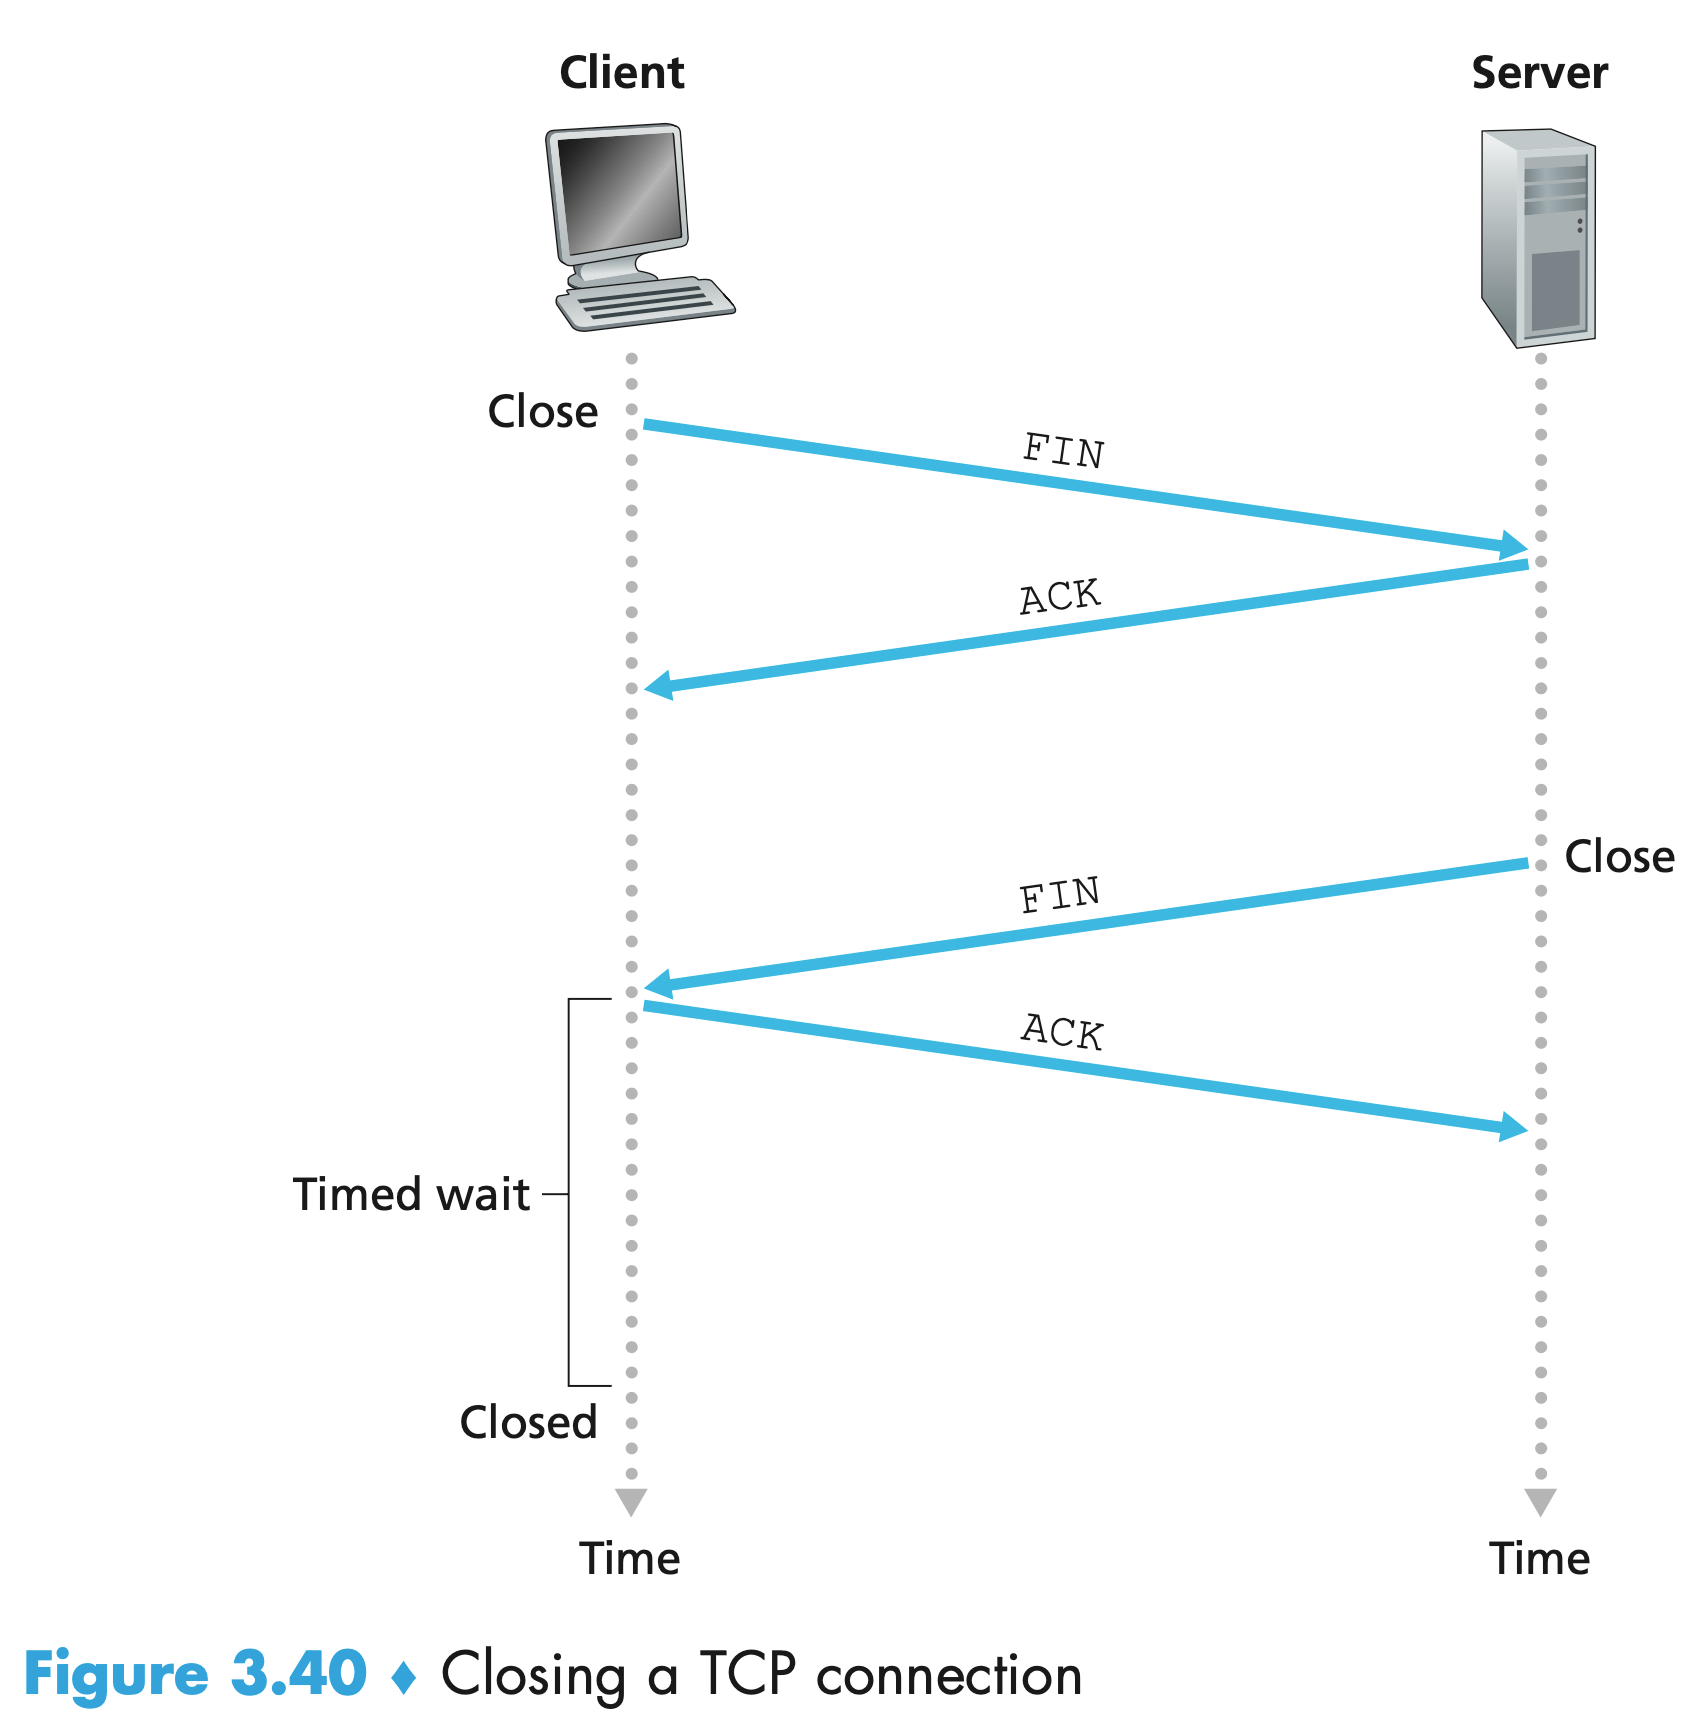 Client
Server
Close
FIN
ACK
Close
FIN
ACK
Timed wait
Closed
Time
Time
Figure 3.40 ♦ Closing a TCP connection